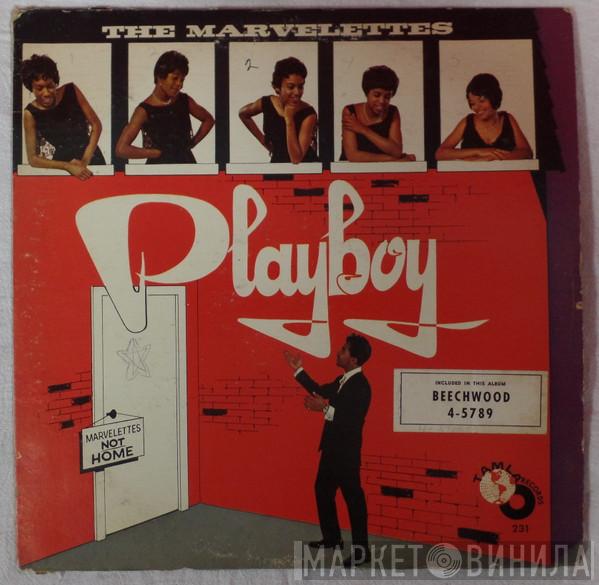 THE MARVELETTES
2
Playboy
INCLUDED IN THIS ALBUM
BEECHWOOD
4-5789
MARVELETTES
NOT
HOME
TAMLA RECORDS
231
МАРКЕТ ВИНИЛА